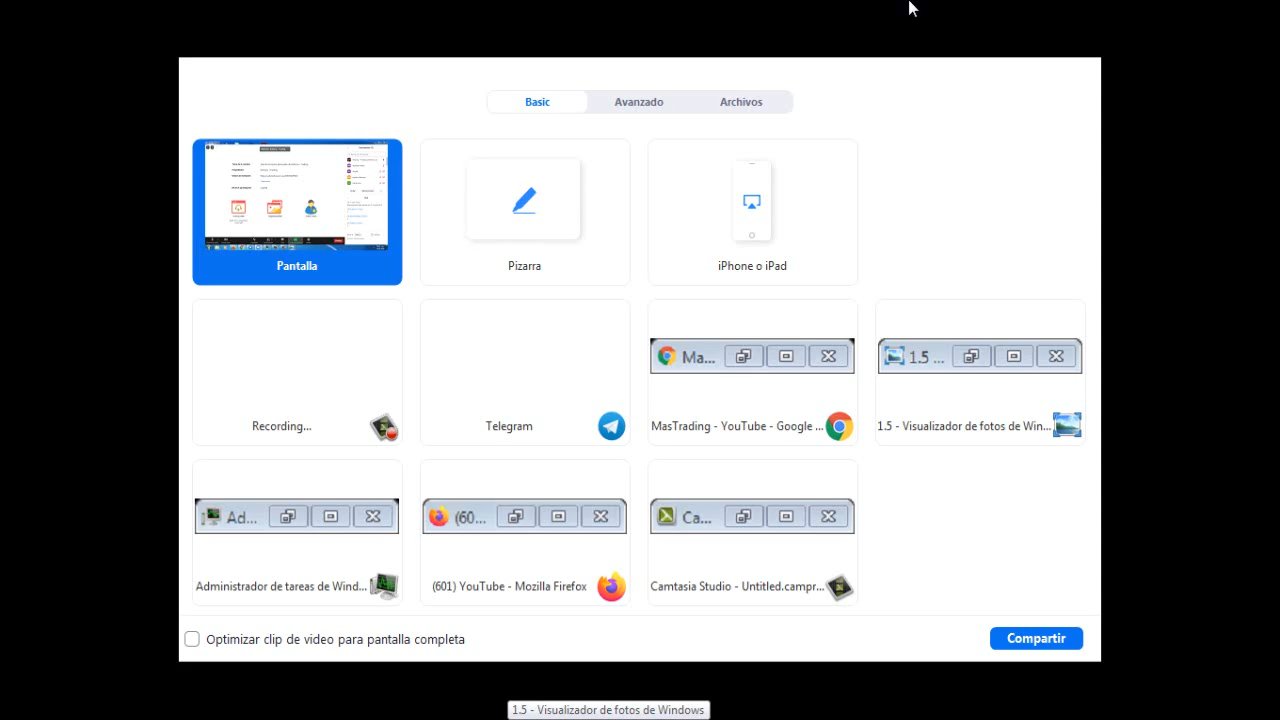 Basic
Avanzado
Archivos
Pantalla
Pizarra
iPhone o iPad
Ma...
1.5 ...
Recording...
Telegram
MasTrading - YouTube - Google ...
1.5 - Visualizador de fotos de Win...
Ad...
(60...
Ca...
Administrador de tareas de Wind...
(601) YouTube - Mozilla Firefox
Camtasia Studio - Untitled.campr...
Optimizar clip de video para pantalla completa
Compartir
1.5 - Visualizador de fotos de Windows